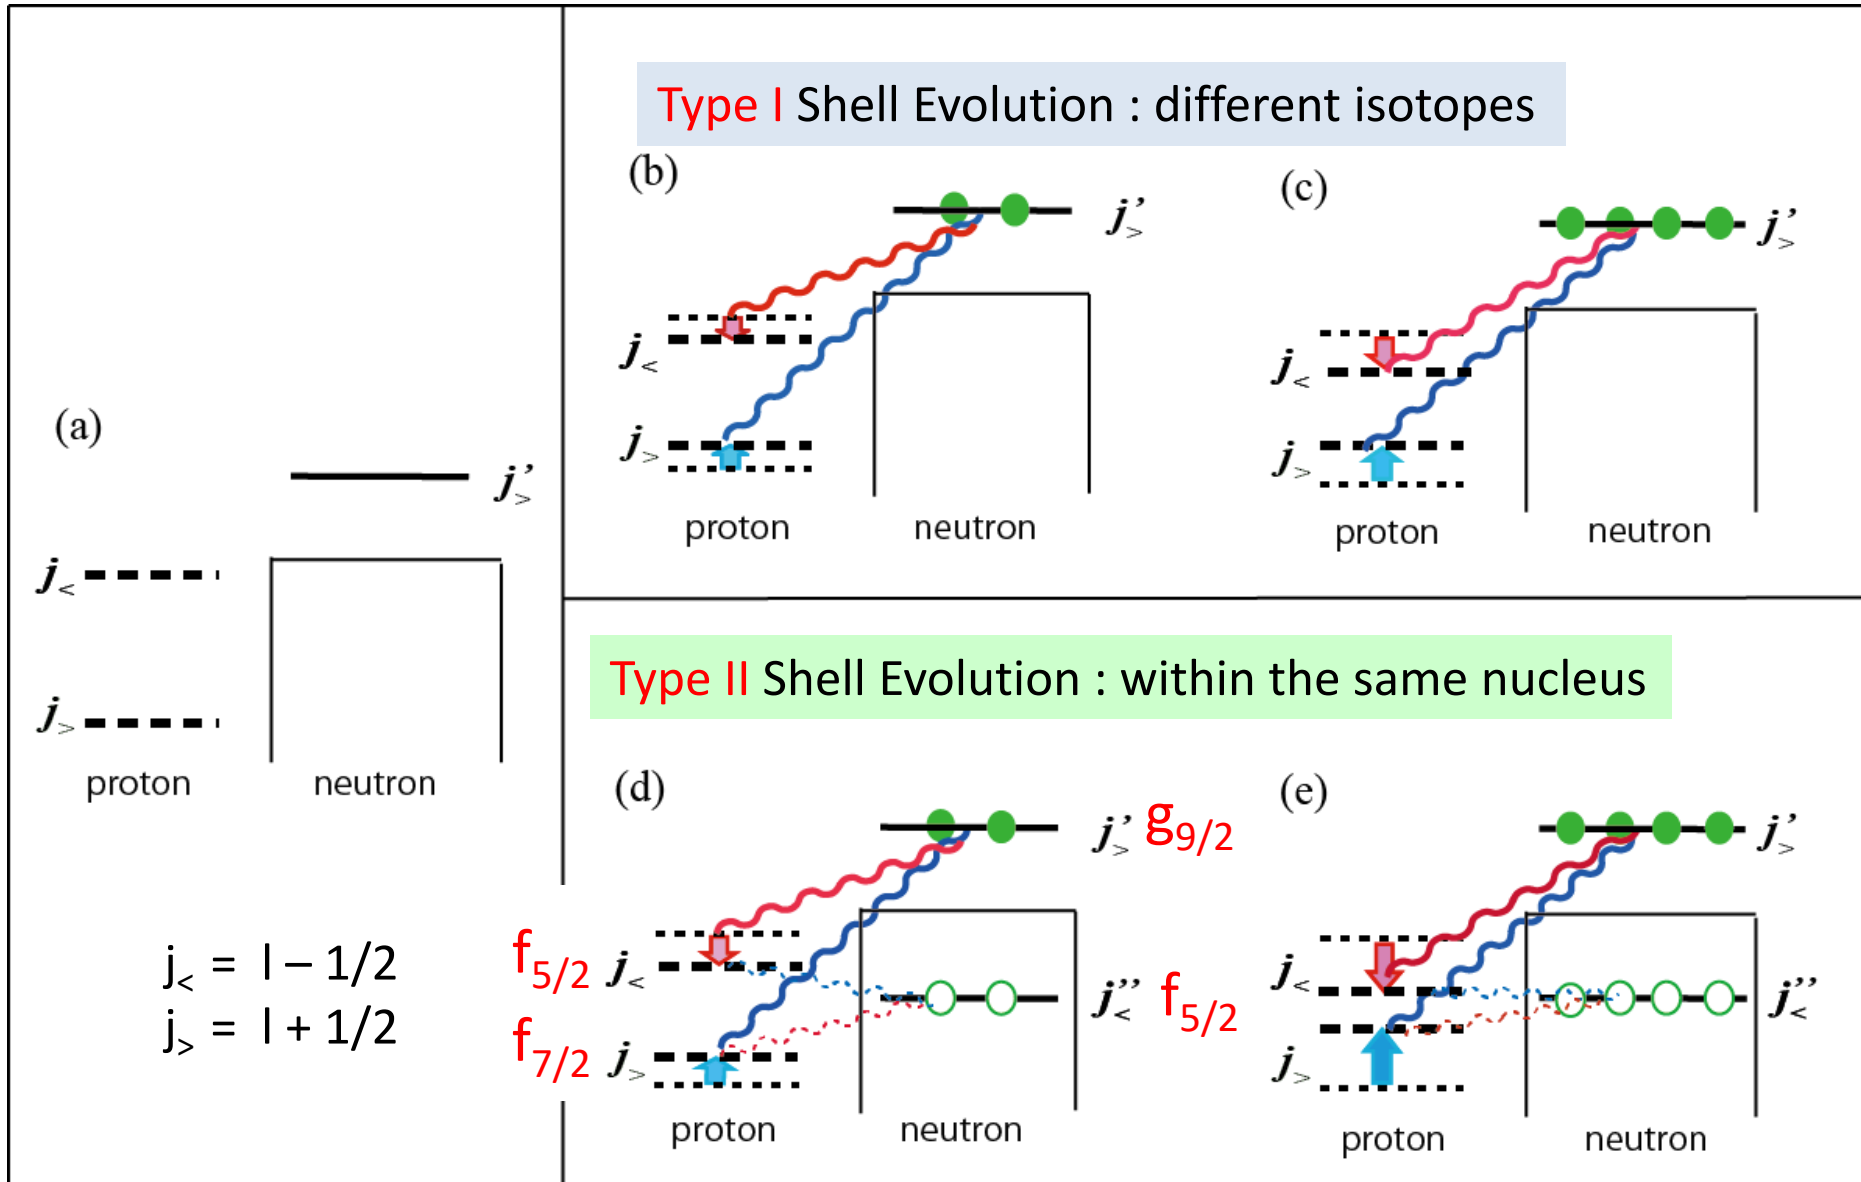 Type I Shell Evolution : different isotopes
(b)
j'>
j<
j>
proton
neutron
(c)
j'>
j<
j>
proton
neutron
(a)
j'>
j<
j>
proton
neutron
j< = l – 1/2
j> = l + 1/2
Type II Shell Evolution : within the same nucleus
(d)
j'> g9/2
f5/2 j<
j''< f5/2
f7/2 j>
proton
neutron
(e)
j'>
j<
j''<
j>
proton
neutron